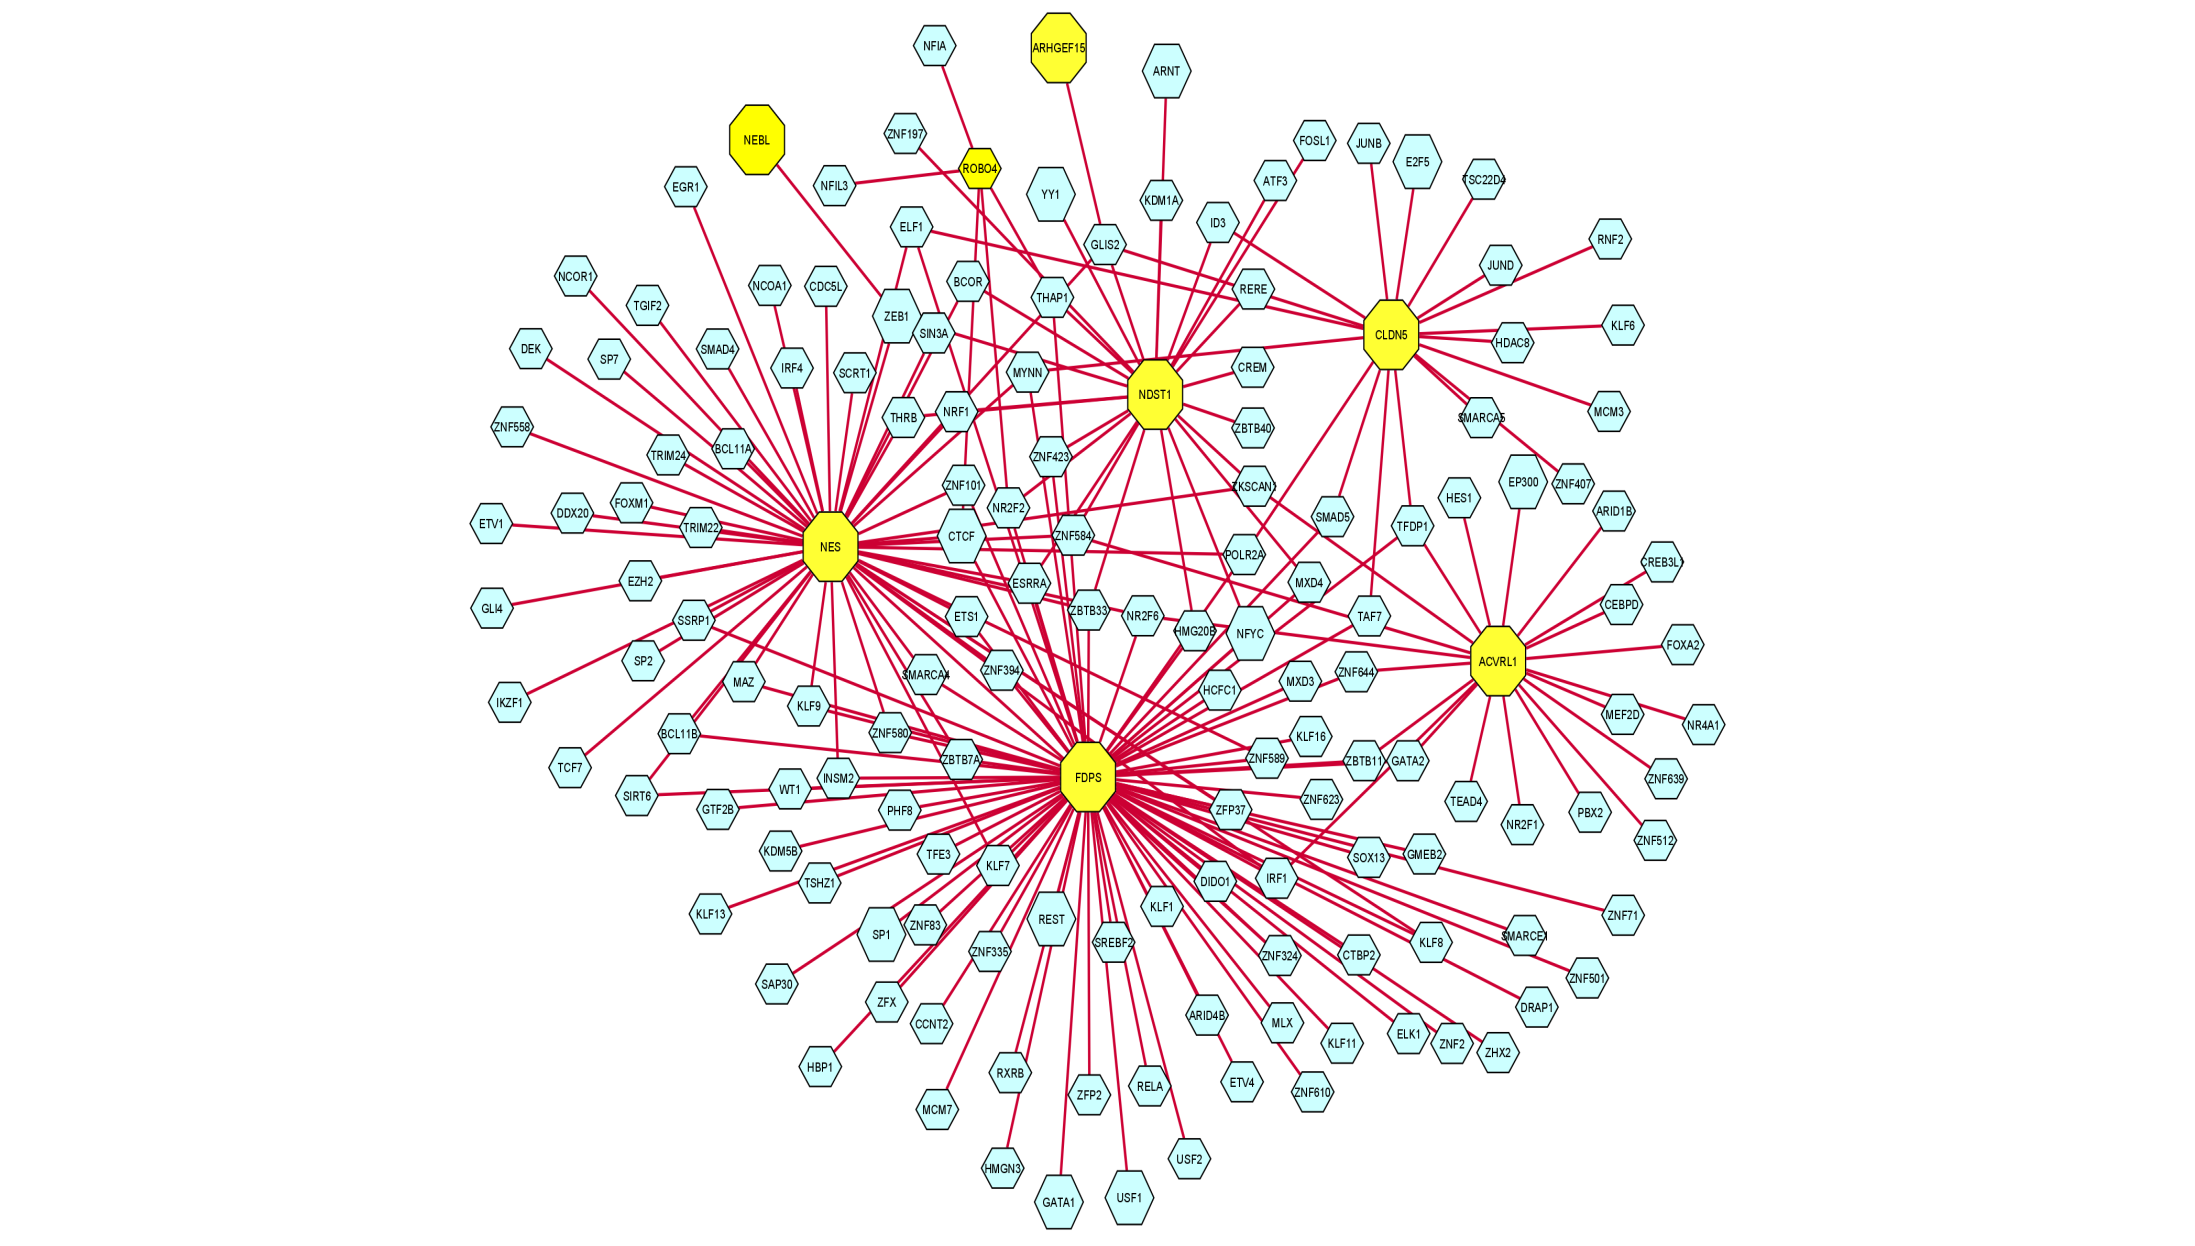 NFIA
ARHGEF15
ARNT
NEBL
ZNF197
FOSL1
JUNB
E2F5
ROBO4
EGR1
NFIL3
YY1
KDM1A
ATF3
TSC22D4
ELF1
GLIS2
ID3
RNF2
NCOR1
NCOA1
CDC5L
BCOR
THAP1
RERE
JUND
TGIF2
ZEB1
SIN3A
CLDN5
KLF6
DEK
SP7
SMAD4
IRF4
SCRT1
MYNN
CREM
HDAC8
NDST1
ZNF558
THRB
NRF1
ZBTB40
SMARCA5
MCM3
TRIM24
BCL11A
ZNF423
ZNF101
ZKSCAN1
ZNF407
EP300
HES1
FOXM1
DDX20
ETV1
TRIM22
NR2F2
SMAD5
TFDP1
ARID1B
NES
CTCF
ZNF584
POLR2A
CREB3L1
EZH2
ESRRA
MXD4
GLI4
SSRP1
ETS1
ZBTB33
NR2F6
HMG20B
NFYC
TAF7
CEBPD
SP2
MAZ
SMARCA4
ZNF394
HCFC1
MXD3
ZNF644
ACVRL1
FOXA2
IKZF1
KLF9
BCL11B
ZNF580
KLF16
MEF2D
NR4A1
TCF7
ZBTB7A
ZNF589
ZBTB11
GATA2
SIRT6
WT1
INSM2
FDPS
ZNF639
GTF2B
PHF8
ZFP37
ZNF623
TEAD4
NR2F1
PBX2
ZNF512
KDM5B
TFE3
KLF7
SOX13
GMEB2
TSHZ1
DIDO1
IRF1
KLF13
SP1
ZNF83
REST
KLF1
ZNF71
ZNF335
SREBF2
ZNF324
CTBP2
KLF8
SMARCE1
SAP30
ZFX
ZNF501
CCNT2
ARID4B
MLX
KLF11
ELK1
ZNF2
ZHX2
DRAP1
HBP1
RXRB
ZFP2
RELA
ETV4
ZNF610
MCM7
HMGN3
USF2
GATA1
USF1